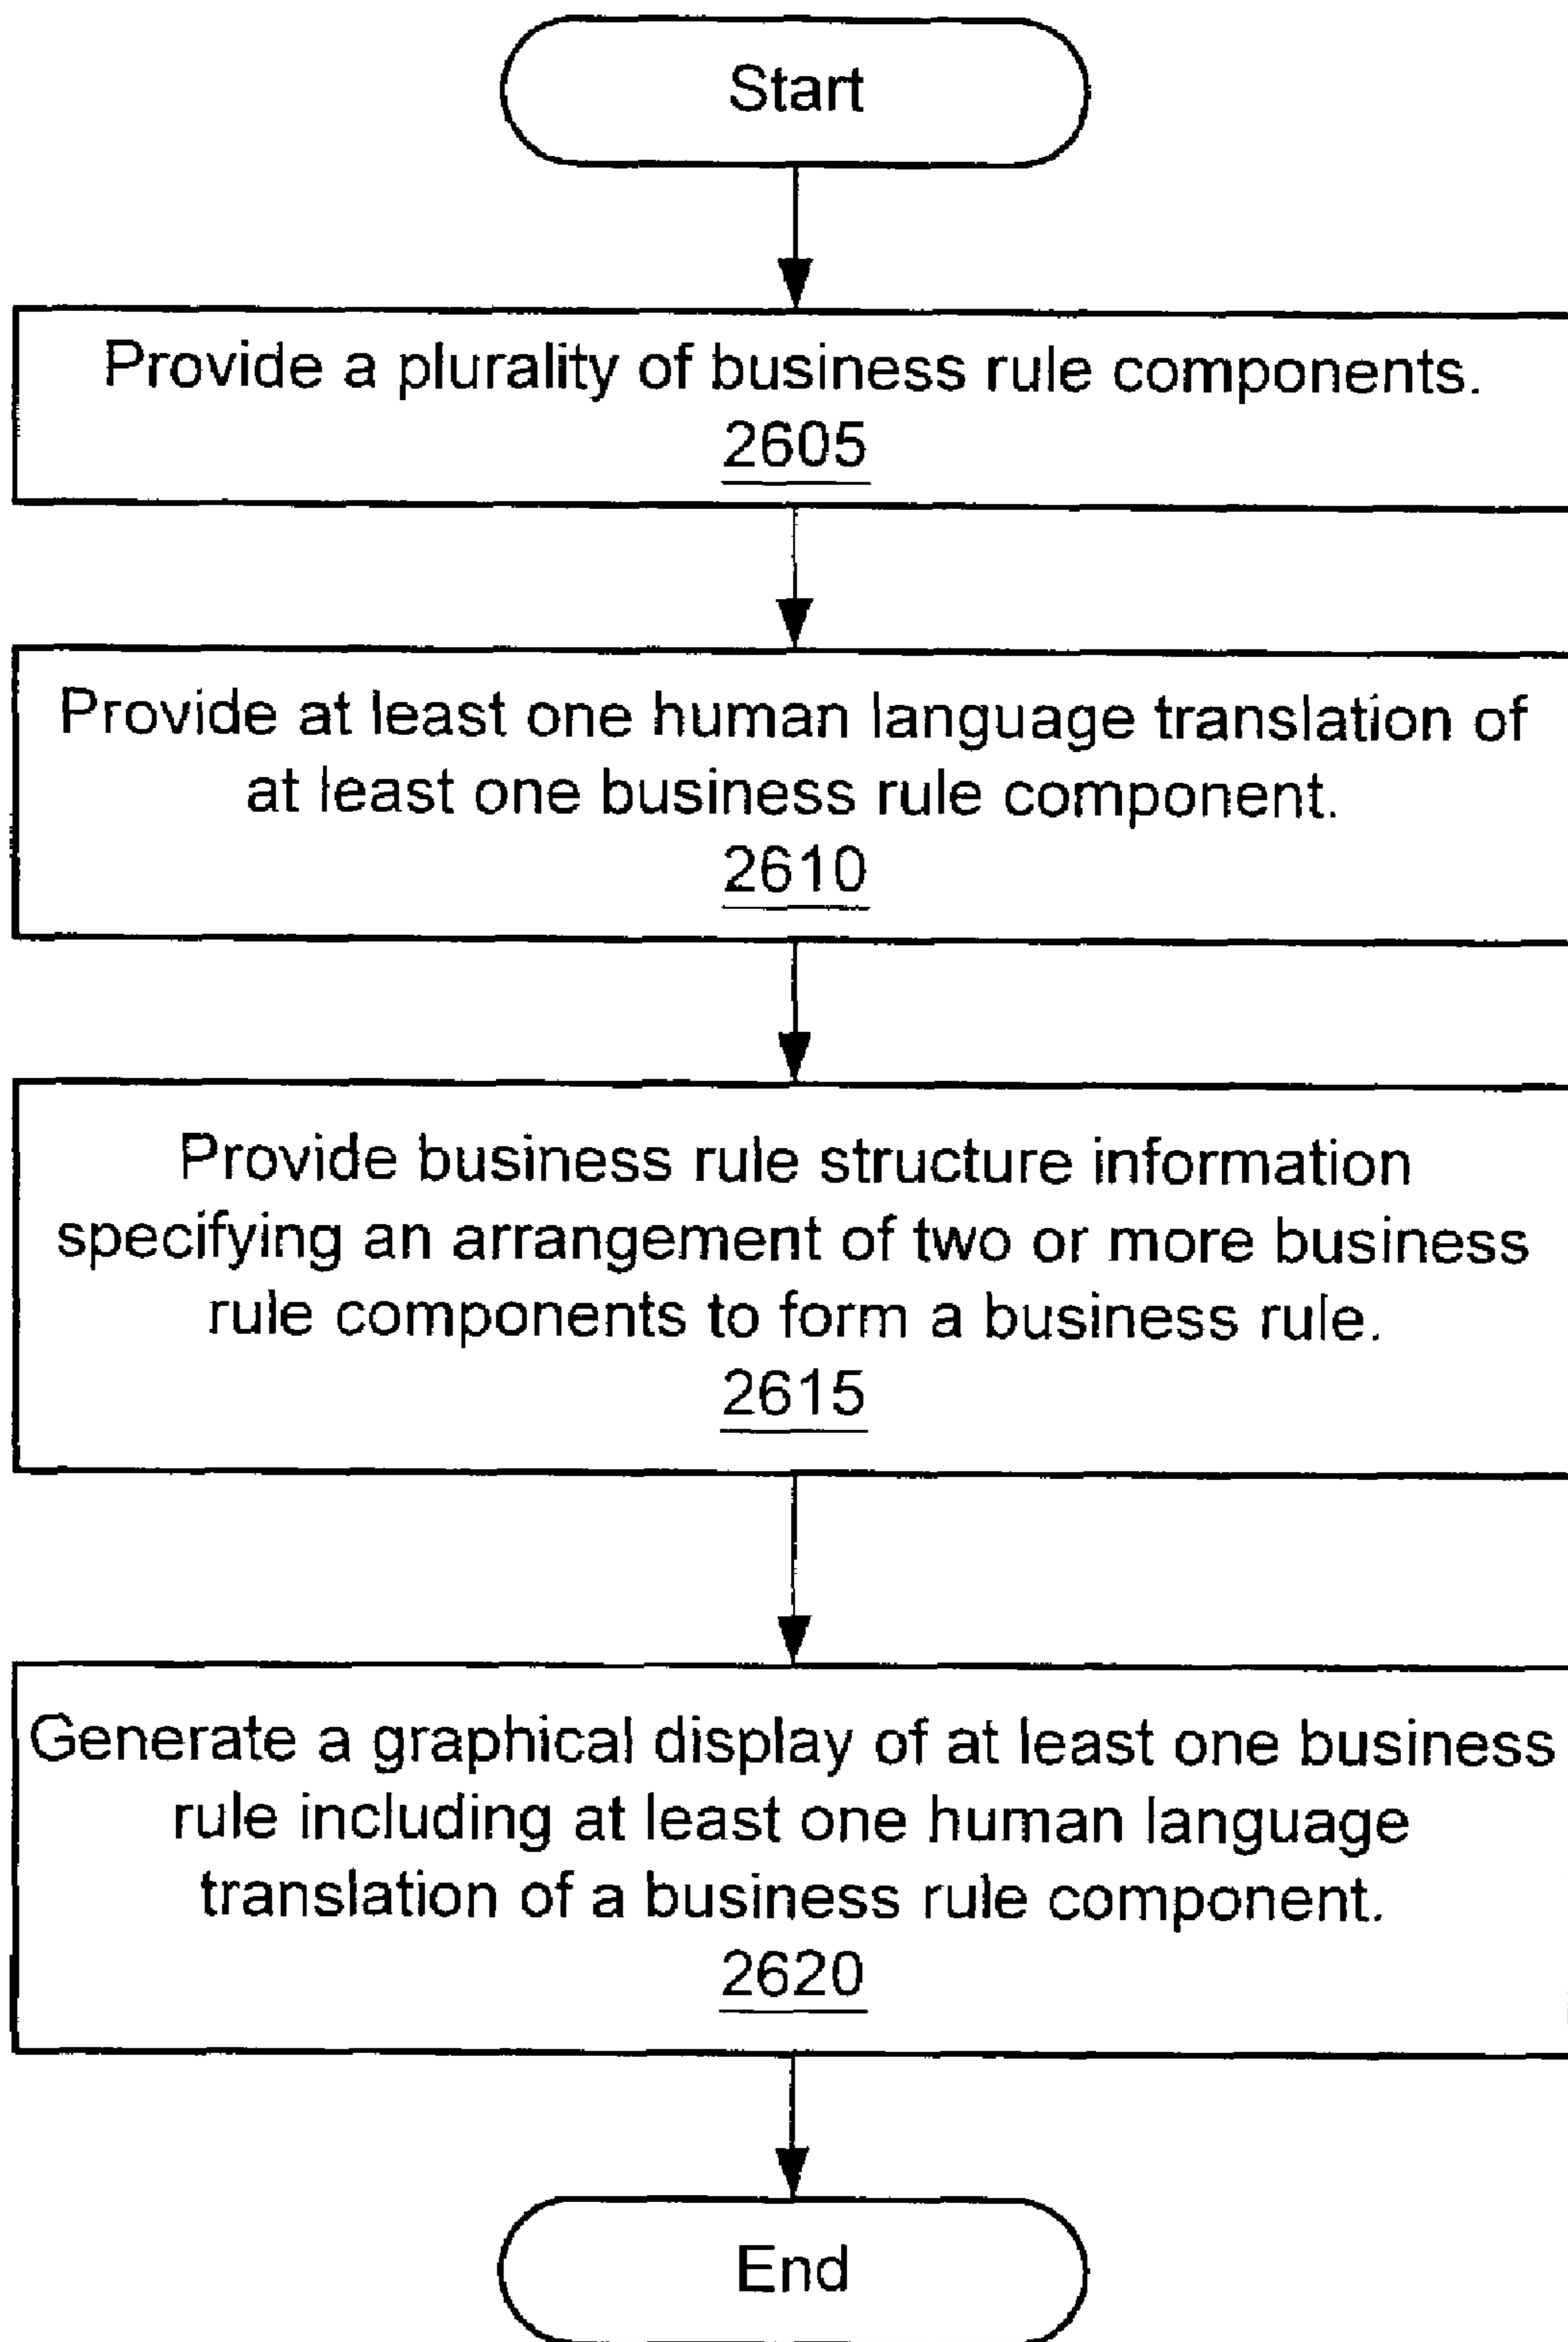 Start
Provide a plurality of business rule components.
2605
Provide at least one human language translation of
at least one business rule component.
2610
Provide business rule structure information
specifying an arrangement of two or more business
rule components to form a business rule.
2615
Generate a graphical display of at least one business
rule including at least one human language
translation of a business rule component.
2620
End